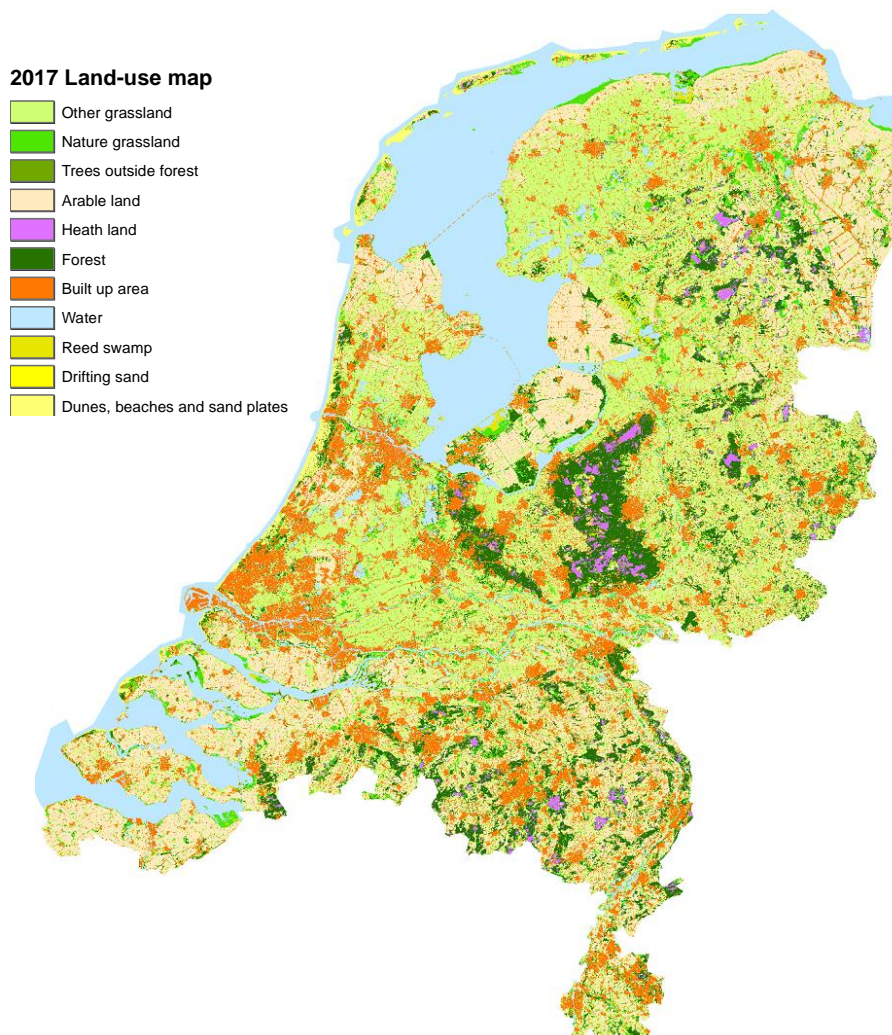 2017 Land-use map
Other grassland
Nature grassland
Trees outside forest
Arable land
Heath land
Forest
Built up area
Water
Reed swamp
Drifting sand
Dunes, beaches and sand plates